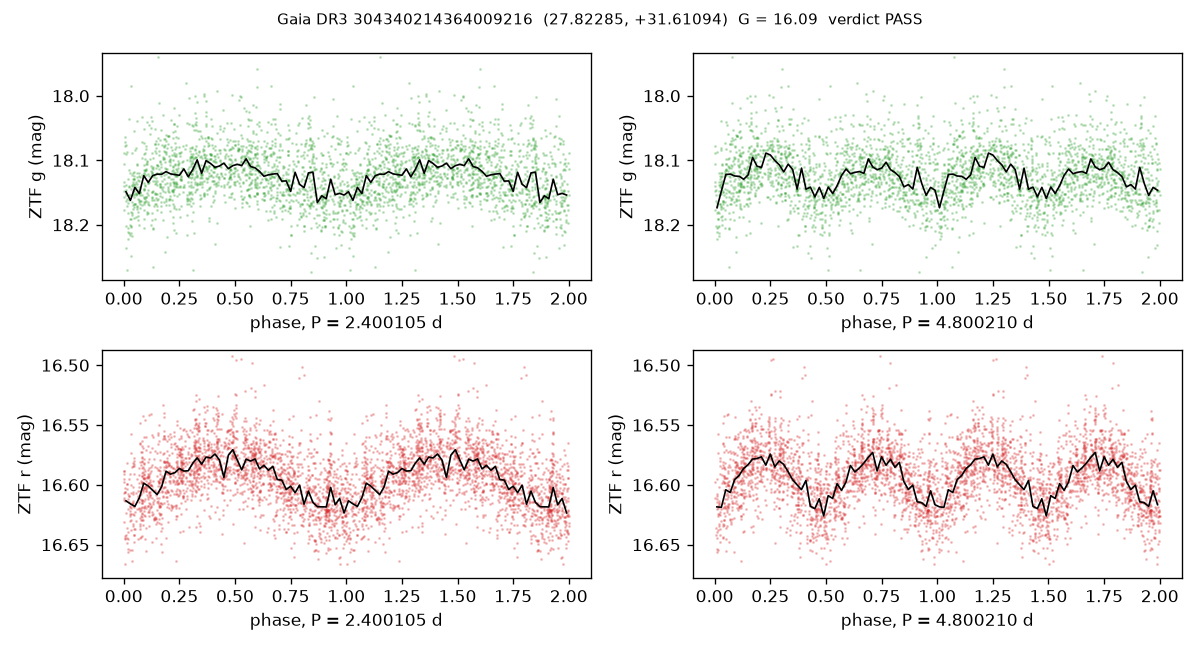 Gaia DR3 304340214364009216  (27.82285, +31.61094)  G = 16.09  verdict PASS
ZTF g (mag)
18.0
18.1
18.2
0.00 0.25 0.50 0.75 1.00 1.25 1.50 1.75 2.00
phase, P = 2.400105 d
ZTF g (mag)
18.0
18.1
18.2
0.00 0.25 0.50 0.75 1.00 1.25 1.50 1.75 2.00
phase, P = 4.800210 d
ZTF r (mag)
16.50
16.55
16.60
16.65
0.00 0.25 0.50 0.75 1.00 1.25 1.50 1.75 2.00
phase, P = 2.400105 d
ZTF r (mag)
16.50
16.55
16.60
16.65
0.00 0.25 0.50 0.75 1.00 1.25 1.50 1.75 2.00
phase, P = 4.800210 d